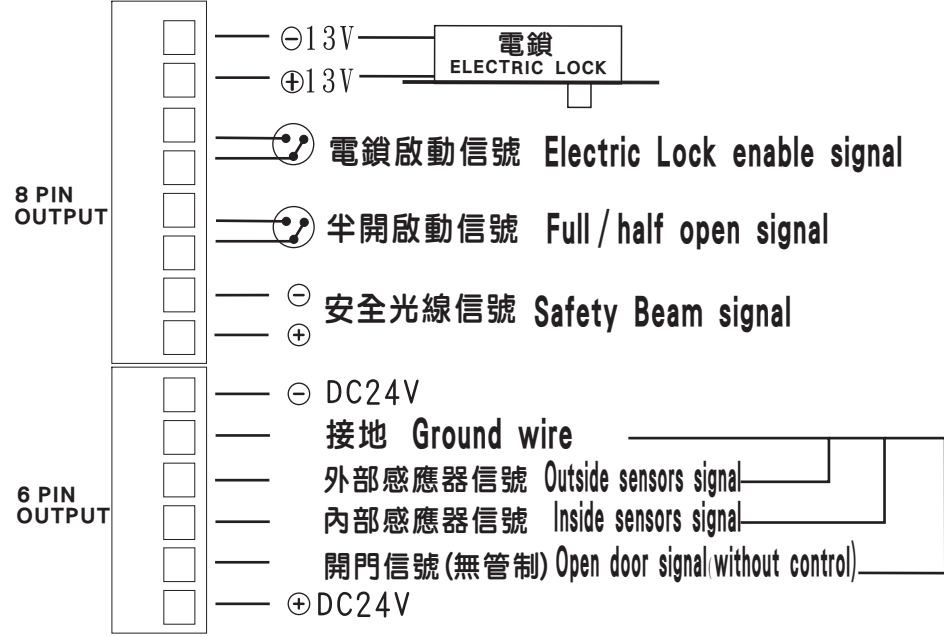 ⊖13V
電鎖
ELECTRIC LOCK
⊕13V
電鎖啟動信號 Electric Lock enable signal
8 PIN
OUTPUT
半開啟動信號 Full / half open signal
⊖
安全光線信號 Safety Beam signal
⊕
⊖ DC24V
接地 Ground wire
外部感應器信號 Outside sensors signal
6 PIN
OUTPUT
內部感應器信號 Inside sensors signal
開門信號(無管制) Open door signal(without control)
⊕DC24V